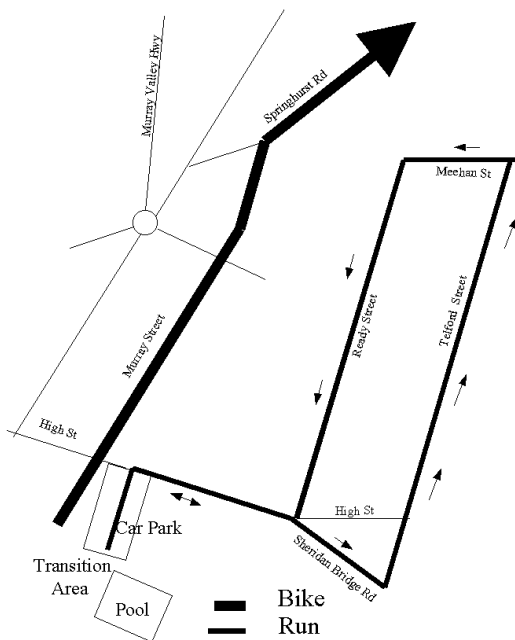 Murray Valley Hwy
Springhurst Rd
Meehan St
Murray Street
Ready Street
Telford Street
High St
High St
Car Park
Sheridan Bridge Rd
Transition
Area
Pool
Bike
Run